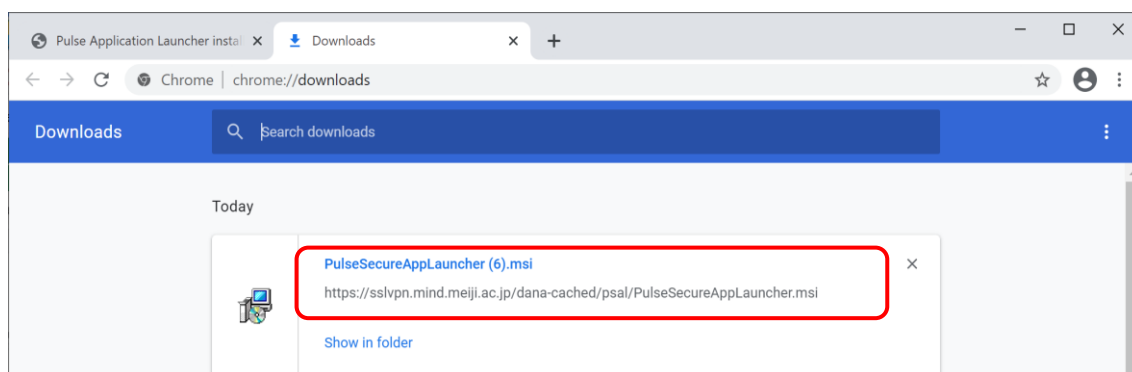 Pulse Application Launcher instal
Downloads
Chrome | chrome://downloads
Downloads
Search downloads
Today
PulseSecureAppLauncher (6).msi
https://sslvpn.mind.meiji.ac.jp/dana-cached/psal/PulseSecureAppLauncher.msi
Show in folder